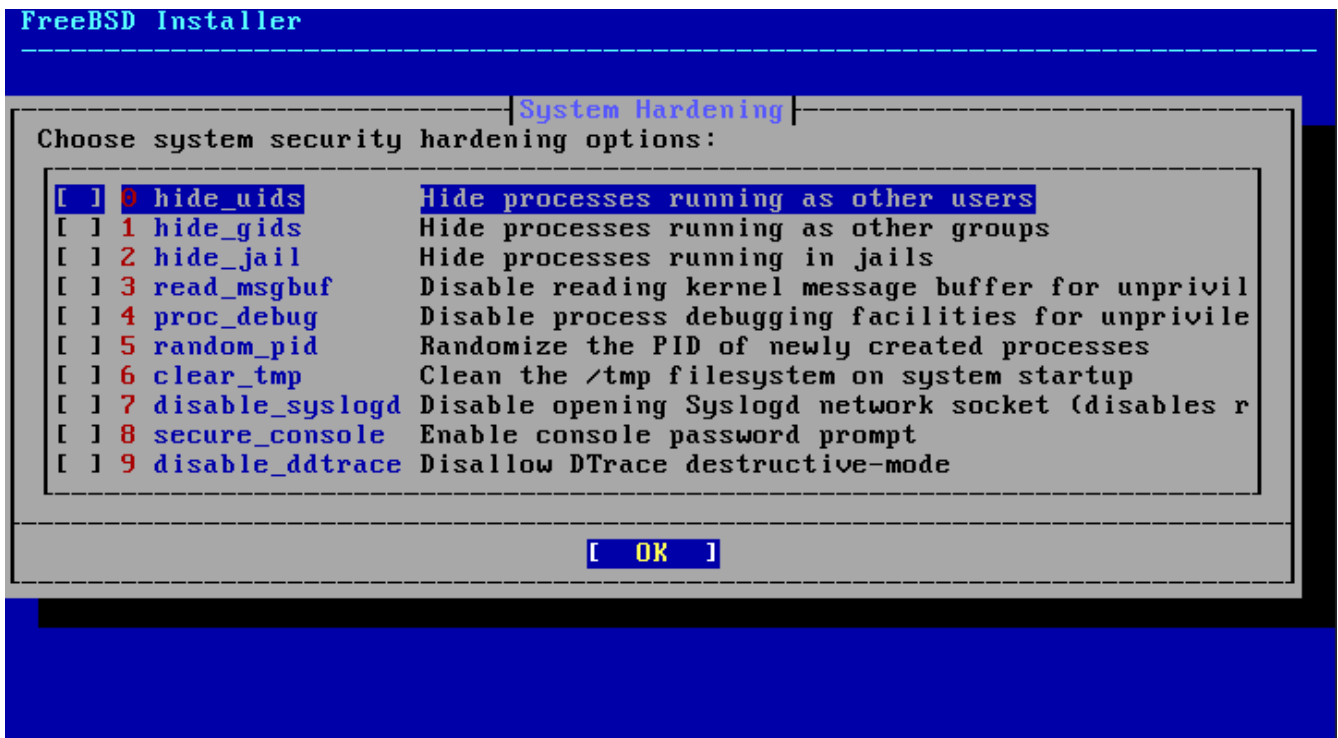 FreeBSD Installer
System Hardening
Choose system security hardening options:
[ ] 0 hide_uids Hide processes running as other users
[ ] 1 hide_gids Hide processes running as other groups
[ ] 2 hide_jail Hide processes running in jails
[ ] 3 read_msgbuf Disable reading kernel message buffer for unprivil
[ ] 4 proc_debug Disable process debugging facilities for unprivile
[ ] 5 random_pid Randomize the PID of newly created processes
[ ] 6 clear_tmp Clean the /tmp filesystem on system startup
[ ] 7 disable_syslogd Disable opening Syslogd network socket (disables r
[ ] 8 secure_console Enable console password prompt
[ ] 9 disable_ddtrace Disallow DTrace destructive-mode
[ OK ]